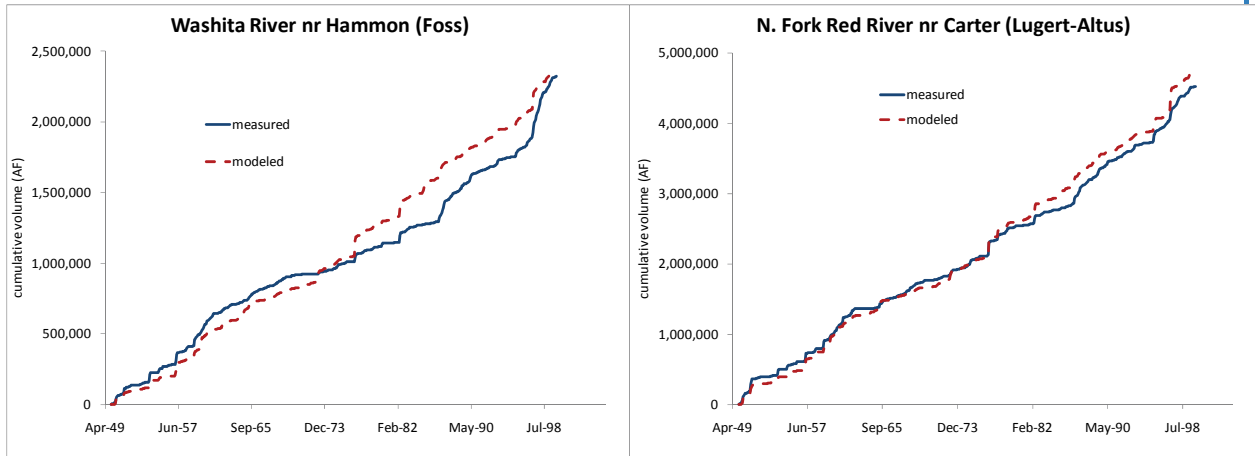 Washita River nr Hammon (Foss)
2,500,000
2,000,000
1,500,000
1,000,000
500,000
0
cumulative volume (AF)
measured
modeled
Apr-49 Jun-57 Sep-65 Dec-73 Feb-82 May-90 Jul-98
N. Fork Red River nr Carter (Lugert-Altus)
5,000,000
4,000,000
3,000,000
2,000,000
1,000,000
0
cumulative volume (AF)
measured
modeled
Apr-49 Jun-57 Sep-65 Dec-73 Feb-82 May-90 Jul-98